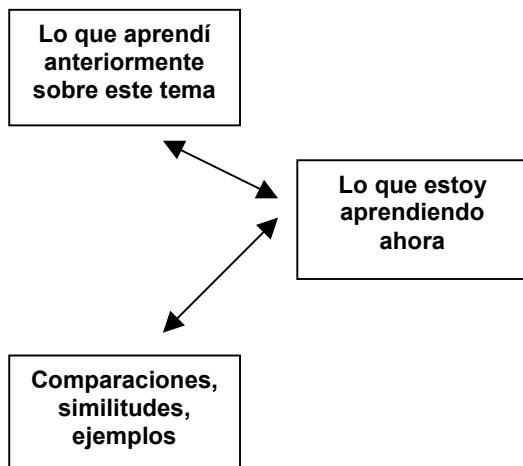 Lo que aprendí
anteriormente
sobre este tema
Lo que estoy
aprendiendo
ahora
Comparaciones,
similitudes,
ejemplos